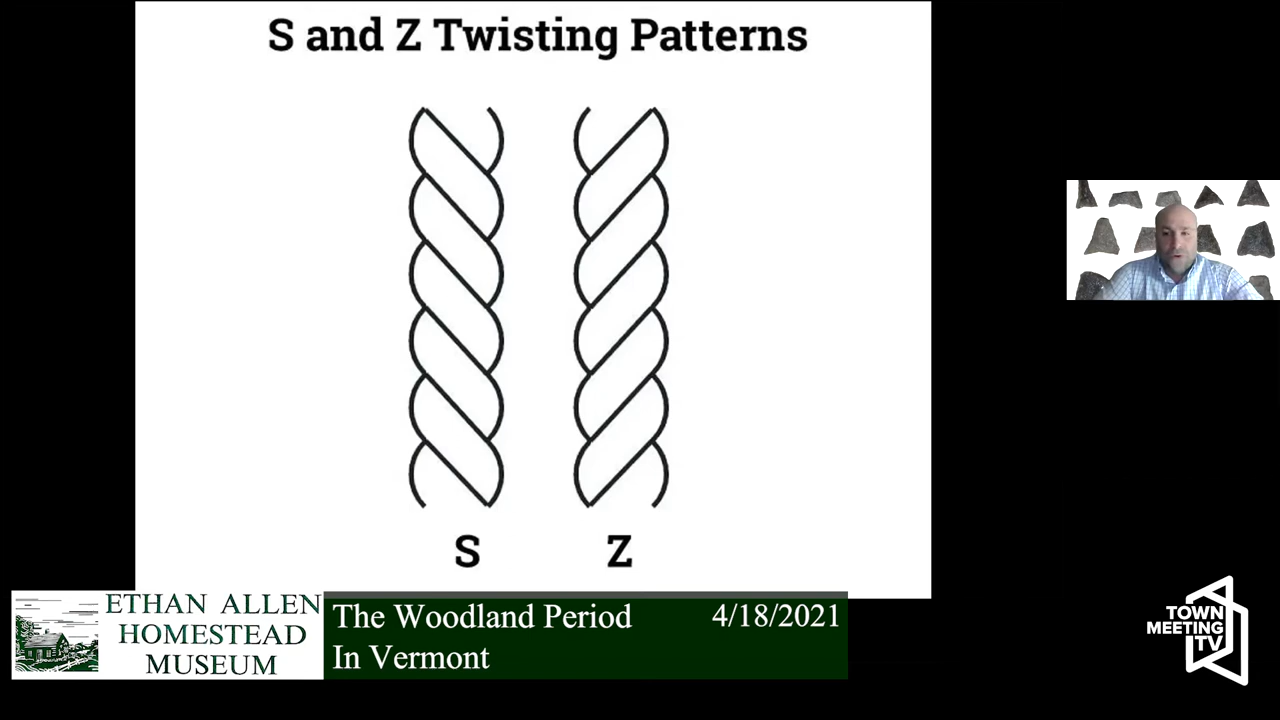 S and Z Twisting Patterns
S
Z
ETHAN ALLEN
HOMESTEAD
MUSEUM
The Woodland Period
In Vermont
4/18/2021
TOWN
MEETING
TV